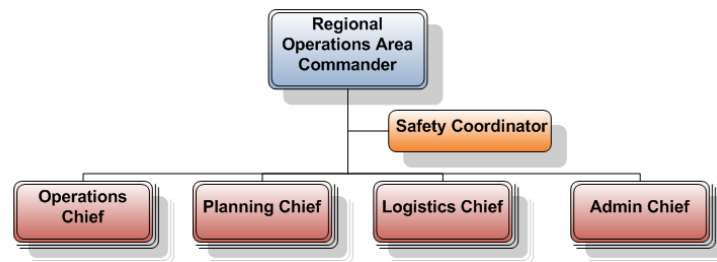 Regional
Operations Area
Commander
Safety Coordinator
Operations
Chief
Planning Chief
Logistics Chief
Admin Chief